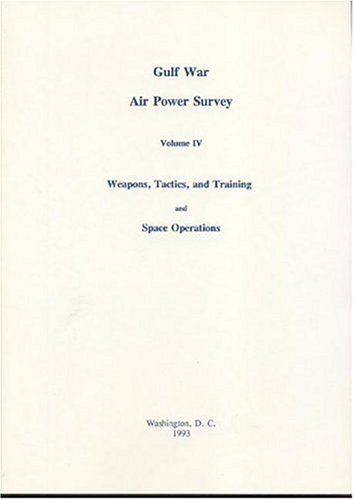 Gulf War
Air Power Survey
Volume IV
Weapons, Tactics, and Training
and
Space Operations
Washington, D. C.
1993